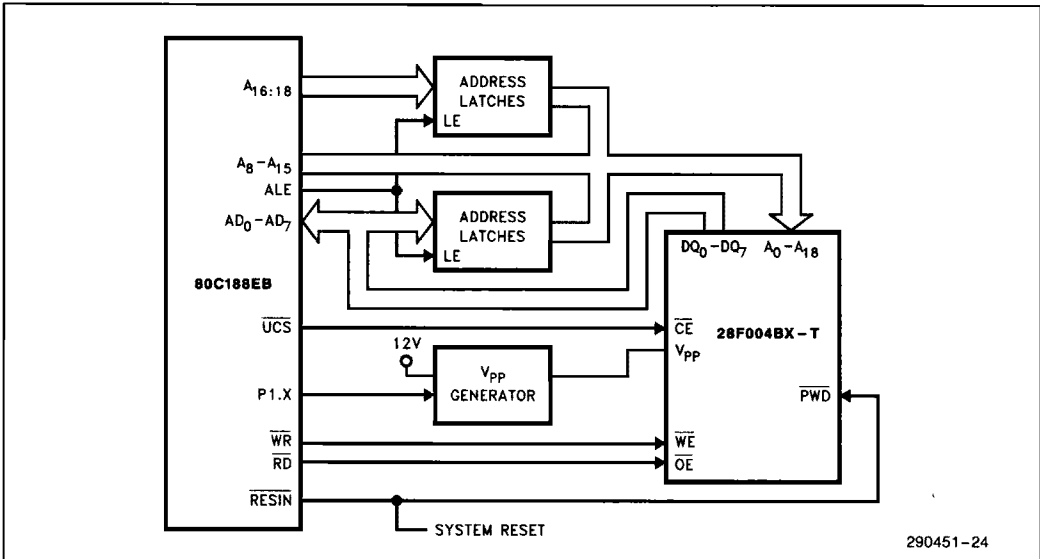 A16:18
ADDRESS
LATCHES
LE
A8–A15
ALE
AD0–AD7
ADDRESS
LATCHES
LE
DQ0–DQ7 A0–A18
80C188EB
28F004BX-T
UCS
CE
12V
VPP
VPP
GENERATOR
P1.X
PWD
WR
WE
RD
OE
RESIN
SYSTEM RESET
290451-24